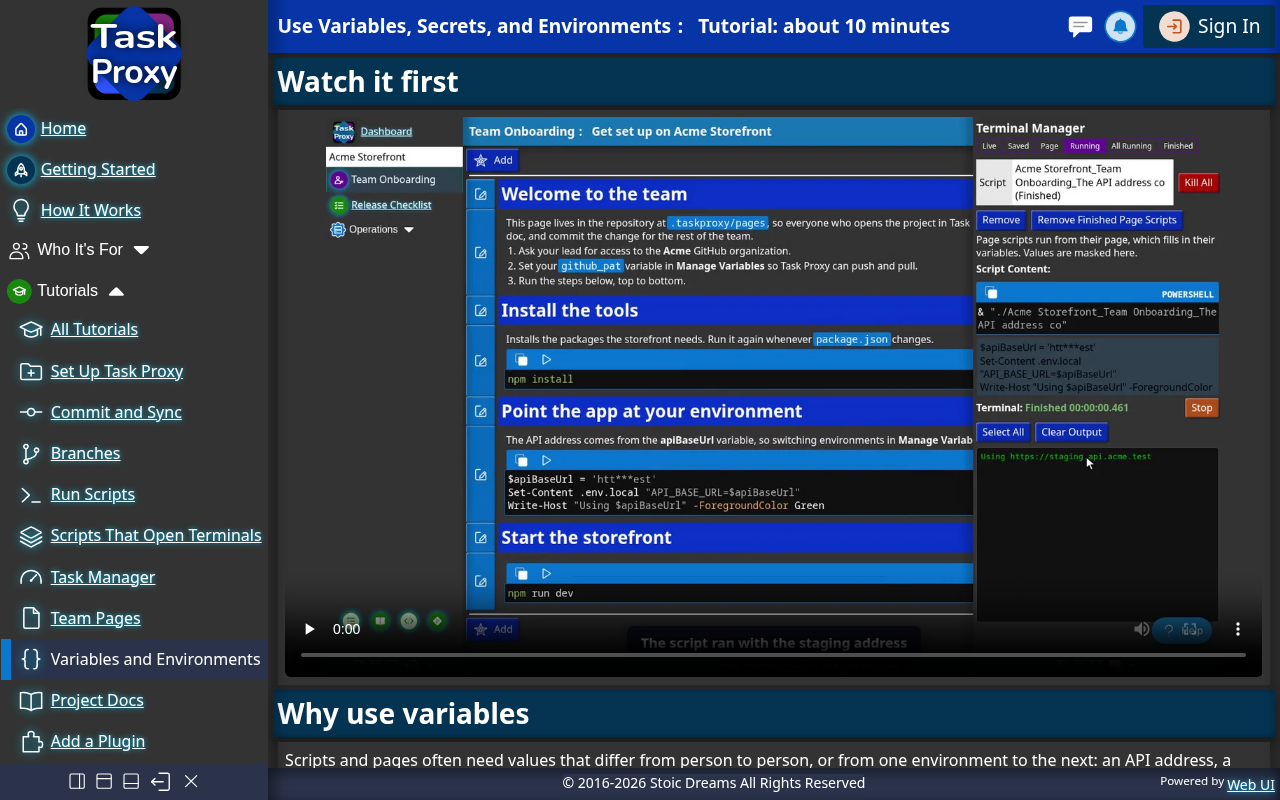 Task
Proxy
Home
Getting Started
How It Works
Who It's For
Tutorials
All Tutorials
Set Up Task Proxy
Commit and Sync
Branches
Run Scripts
Scripts That Open Terminals
Task Manager
Team Pages
Variables and Environments
Project Docs
Add a Plugin
Use Variables, Secrets, and Environments : Tutorial: about 10 minutes
Sign In
Watch it first
Task
Proxy
Dashboard
Acme Storefront
Team Onboarding
Release Checklist
Operations
Team Onboarding : Get set up on Acme Storefront
Add
Welcome to the team
This page lives in the repository at .taskproxy/pages, so everyone who opens the project in Task
doc, and commit the change for the rest of the team.
1. Ask your lead for access to the Acme GitHub organization.
2. Set your github_pat variable in Manage Variables so Task Proxy can push and pull.
3. Run the steps below, top to bottom.
Install the tools
Installs the packages the storefront needs. Run it again whenever package.json changes.
npm install
Point the app at your environment
The API address comes from the apiBaseUrl variable, so switching environments in Manage Variab
$apiBaseUrl = 'htt***est'
Set-Content .env.local "API_BASE_URL=$apiBaseUrl"
Write-Host "Using $apiBaseUrl" -ForegroundColor Green
Start the storefront
npm run dev
Add
The script ran with the staging address
Terminal Manager
Live Saved Page Running All Running Finished
Script
Acme Storefront_Team
Onboarding_The API address co
(Finished)
Kill All
Remove
Remove Finished Page Scripts
Page scripts run from their page, which fills in their
variables. Values are masked here.
Script Content:
POWERSHELL
& "./Acme Storefront_Team Onboarding_The
API address co"
$apiBaseUrl = 'htt***est'
Set-Content .env.local
"API_BASE_URL=$apiBaseUrl"
Write-Host "Using $apiBaseUrl" -ForegroundColor
Terminal: Finished 00:00:00.461
Stop
Select All
Clear Output
Using https://staging.api.acme.test
? Help
0:00
Why use variables
Scripts and pages often need values that differ from person to person, or from one environment to the next: an API address, a
© 2016-2026 Stoic Dreams All Rights Reserved
Powered by Web UI